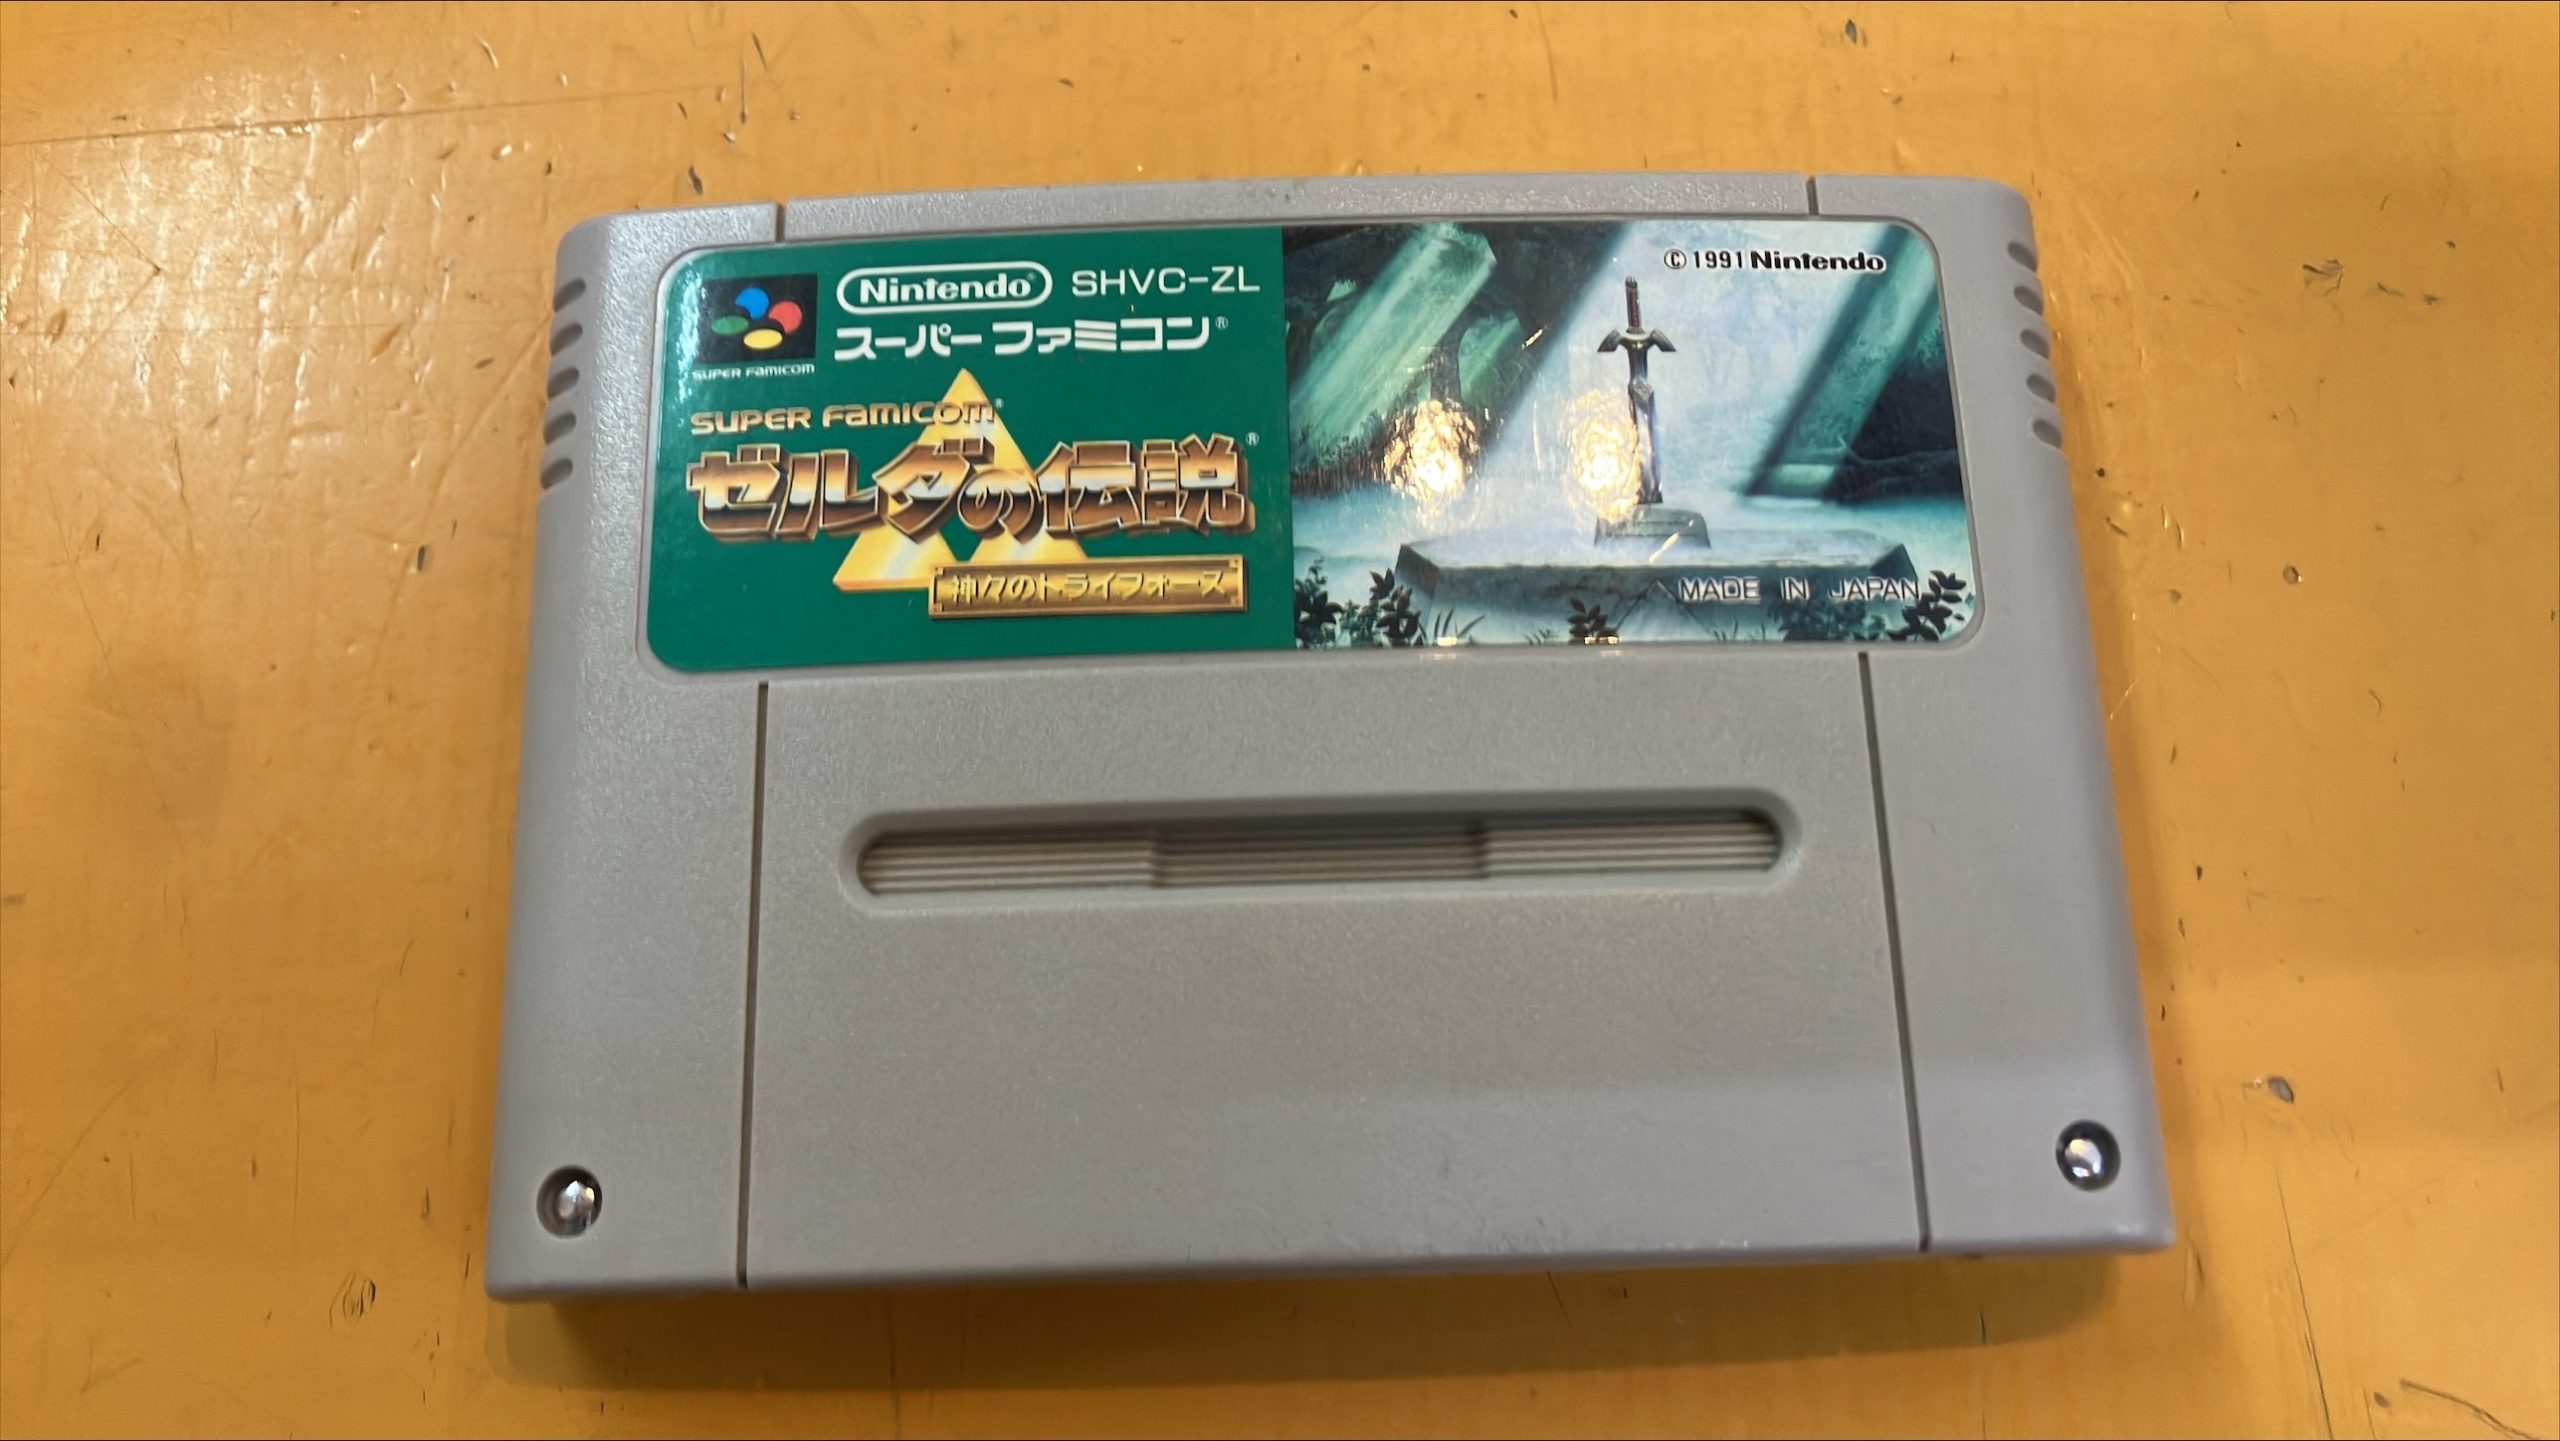 Nintendo® SHVC-ZL
スーパーファミコン®
SUPER FAMICOM
SUPER FAMICOM®
ゼルダの伝説®
神々のトライフォース
©1991 Nintendo
MADE IN JAPAN